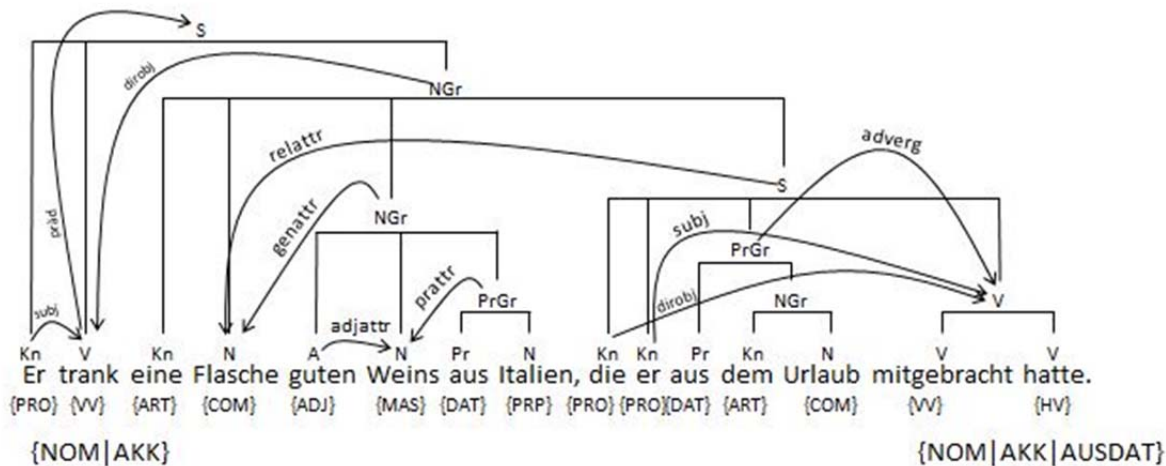 S
dirobj
NGr
relattr
adverg
S
präd
genattr
NGr
subj
PrGr
prattr
PrGr
NGr
dirobj
V
subj
adjattr
Kn V Kn N A N Pr N Kn Kn Pr Kn N V V
Er trank eine Flasche guten Weins aus Italien, die er aus dem Urlaub mitgebracht hatte.
{PRO} {VV} {ART} {COM} {ADJ} {MAS} {DAT} {PRP} {PRO} {PRO}{DAT} {ART} {COM} {VV} {HV}
{NOM|AKK} {NOM|AKK|AUSDAT}